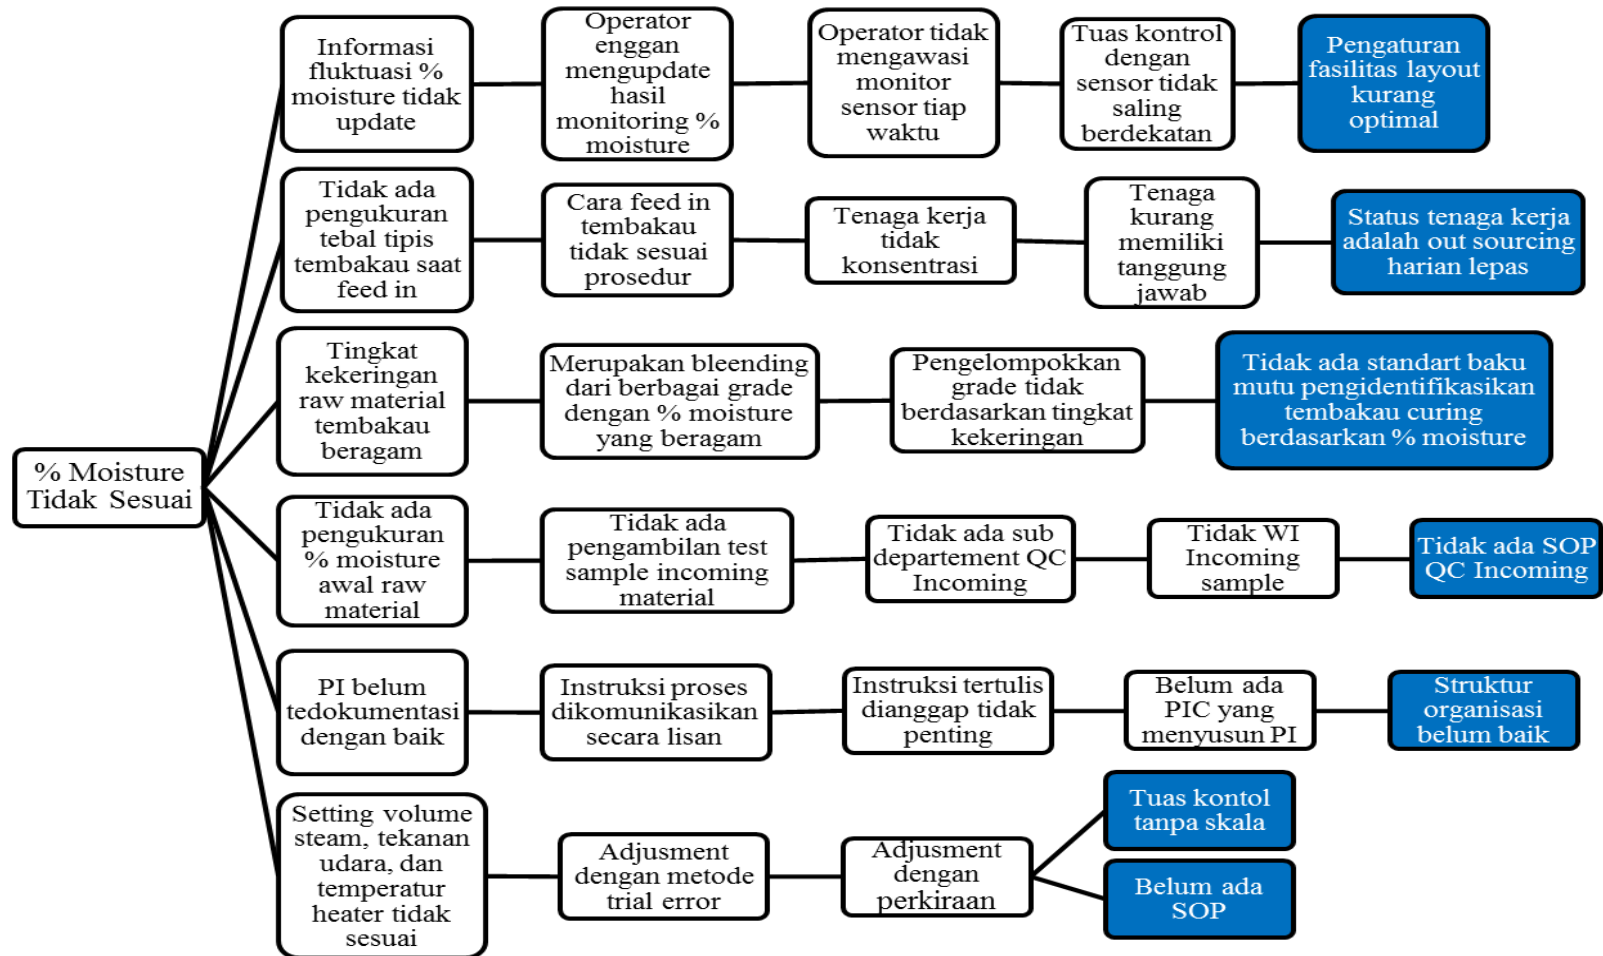 % Moisture
Tidak Sesuai
Informasi
fluktuasi %
moisture tidak
update
Operator
enggan
mengupdate
hasil
monitoring %
moisture
Operator tidak
mengawasi
monitor
sensor tiap
waktu
Tuas kontrol
dengan
sensor tidak
saling
berdekatan
Pengaturan
fasilitas layout
kurang
optimal
Tidak ada
pengukuran
tebal tipis
tembakau saat
feed in
Cara feed in
tembakau
tidak sesuai
prosedur
Tenaga kerja
tidak
konsentrasi
Tenaga
kurang
memiliki
tanggung
jawab
Status tenaga kerja
adalah out sourcing
harian lepas
Tingkat
kekeringan
raw material
tembakau
beragam
Merupakan bleending
dari berbagai grade
dengan % moisture
yang beragam
Pengelompokkan
grade tidak
berdasarkan tingkat
kekeringan
Tidak ada standart baku
mutu pengidentifikasikan
tembakau curing
berdasarkan % moisture
Tidak ada
pengukuran
% moisture
awal raw
material
Tidak ada
pengambilan test
sample incoming
material
Tidak ada sub
departement QC
Incoming
Tidak WI
Incoming
sample
Tidak ada SOP
QC Incoming
PI belum
tedokumentasi
dengan baik
Instruksi proses
dikomunikasikan
secara lisan
Instruksi tertulis
dianggap tidak
penting
Belum ada
PIC yang
menyusun PI
Struktur
organisasi
belum baik
Setting volume
steam, tekanan
udara, dan
temperatur
heater tidak
sesuai
Adjusment
dengan metode
trial error
Adjusment
dengan
perkiraan
Tuas kontol
tanpa skala
Belum ada
SOP